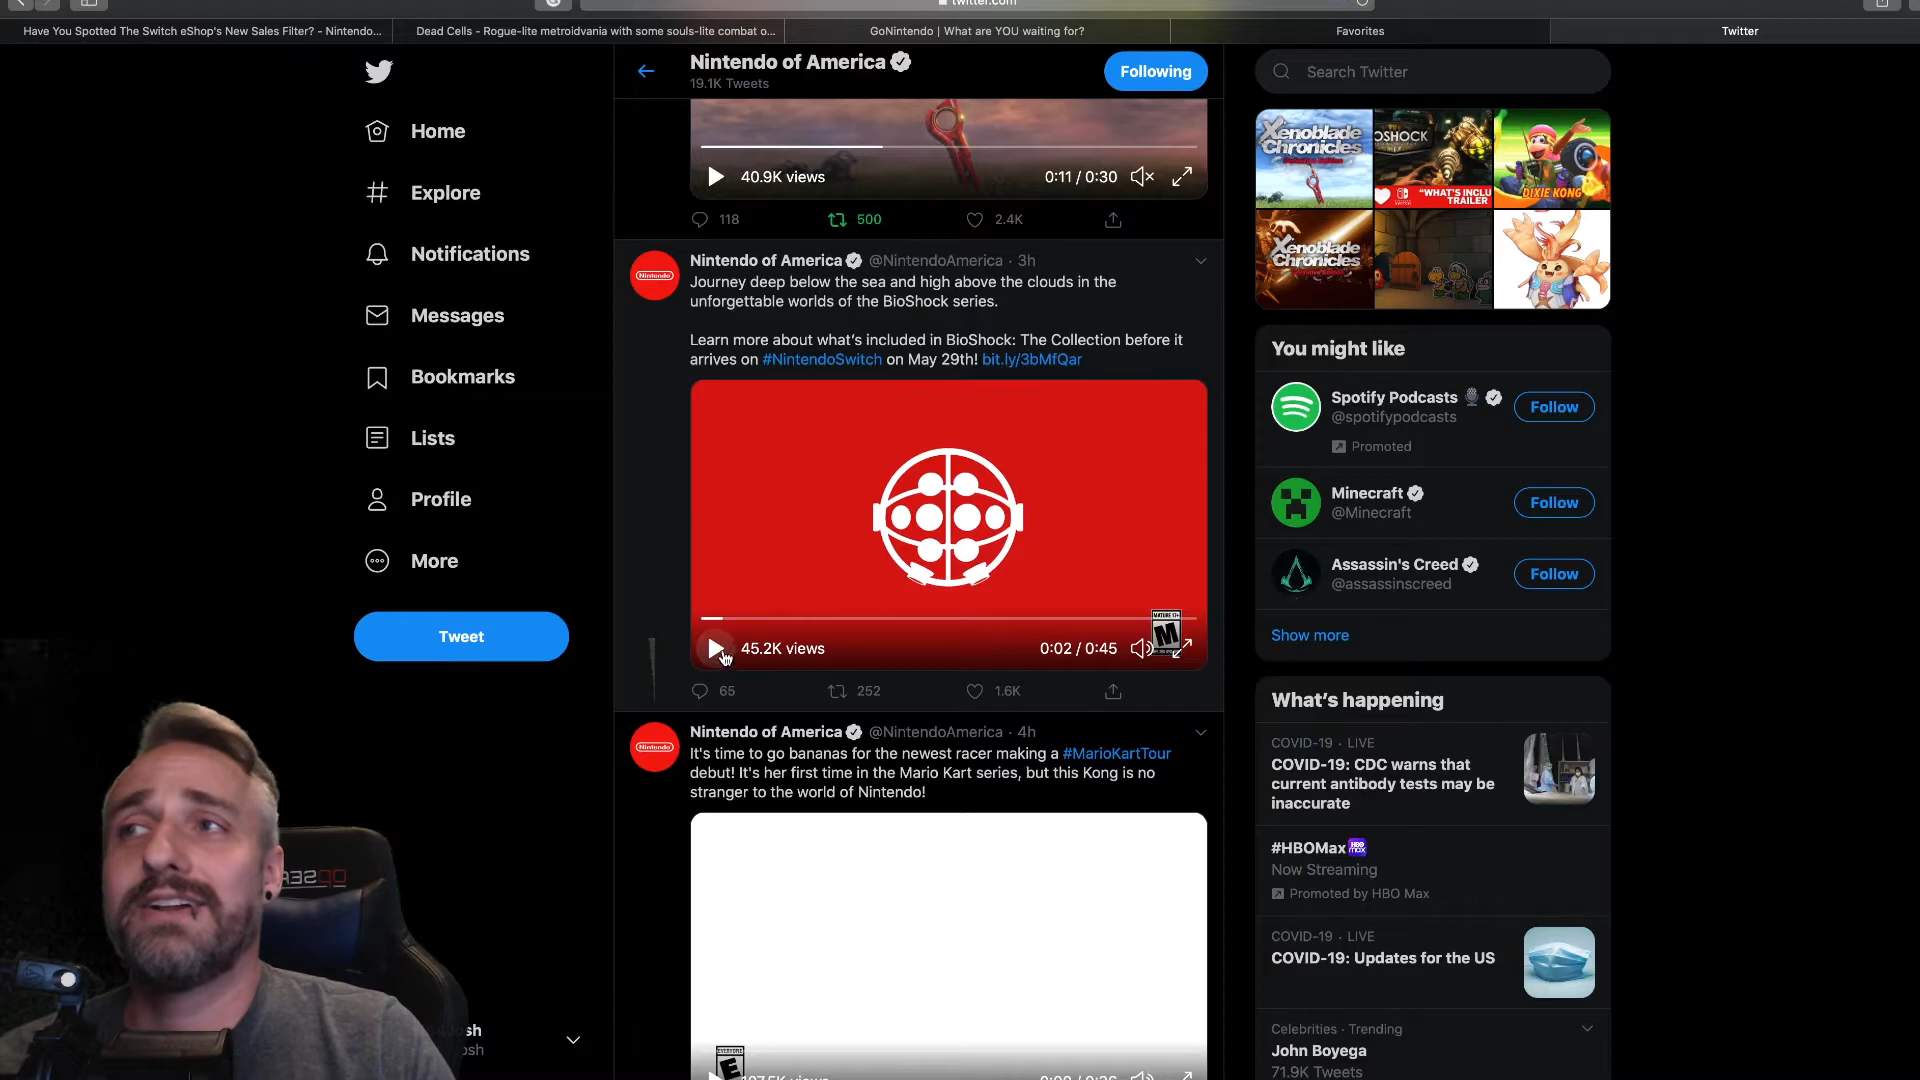 twitter.com
Have You Spotted The Switch eShop's New Sales Filter? - Nintendo...
Dead Cells - Rogue-lite metroidvania with some souls-lite combat o...
GoNintendo | What are YOU waiting for?
Favorites
Twitter
Home
Explore
Notifications
Messages
Bookmarks
Lists
Profile
More
Tweet
Nintendo of America
19.1K Tweets
Following
40.9K views
0:11 / 0:30
118
500
2.4K
Nintendo of America @NintendoAmerica · 3h
Journey deep below the sea and high above the clouds in the
unforgettable worlds of the BioShock series.
Learn more about what's included in BioShock: The Collection before it
arrives on #NintendoSwitch on May 29th! bit.ly/3bMfQar
Nintendo
MATURE 17+
M
45.2K views
0:02 / 0:45
65
252
1.6K
Nintendo of America @NintendoAmerica · 4h
It's time to go bananas for the newest racer making a #MarioKartTour
debut! It's her first time in the Mario Kart series, but this Kong is no
stranger to the world of Nintendo!
Nintendo
EVERYONE
E
Search Twitter
Xenoblade
Chronicles
OSHOCK
"WHAT'S INCLU
TRAILER
DIXIE KONG
Xenoblade
Chronicles
You might like
Spotify Podcasts
@spotifypodcasts
Promoted
Follow
Minecraft
@Minecraft
Follow
Assassin's Creed
@assassinscreed
Follow
Show more
What's happening
COVID-19 · LIVE
COVID-19: CDC warns that
current antibody tests may be
inaccurate
#HBOMax
Now Streaming
Promoted by HBO Max
COVID-19 · LIVE
COVID-19: Updates for the US
Celebrities · Trending
John Boyega
71.9K Tweets